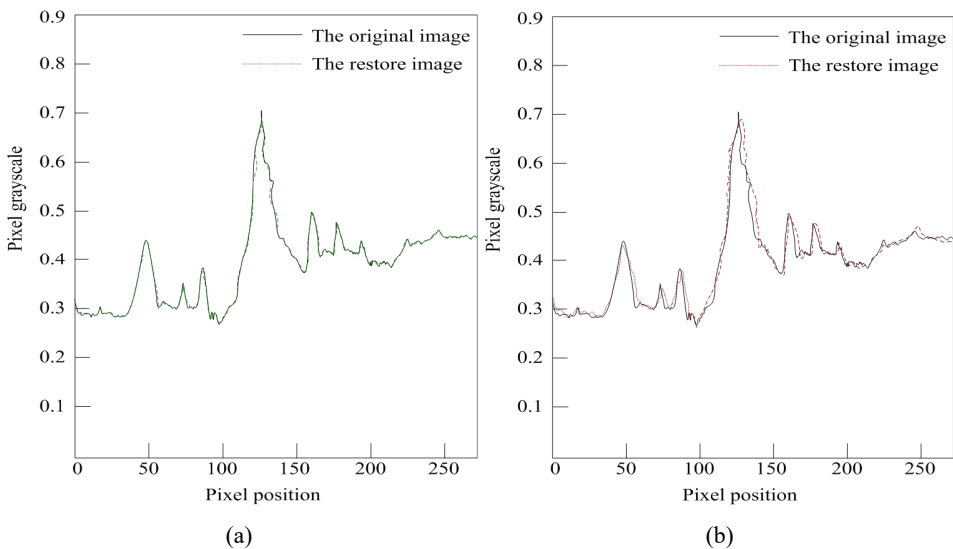 0.9
0.8
0.7
0.6
0.5
0.4
0.3
0.2
0.1
The original image
The restore image
Pixel grayscale
0 50 100 150 200 250
Pixel position
(a)
0.9
0.8
0.7
0.6
0.5
0.4
0.3
0.2
0.1
The original image
The restore image
Pixel grayscale
0 50 100 150 200 250
Pixel position
(b)